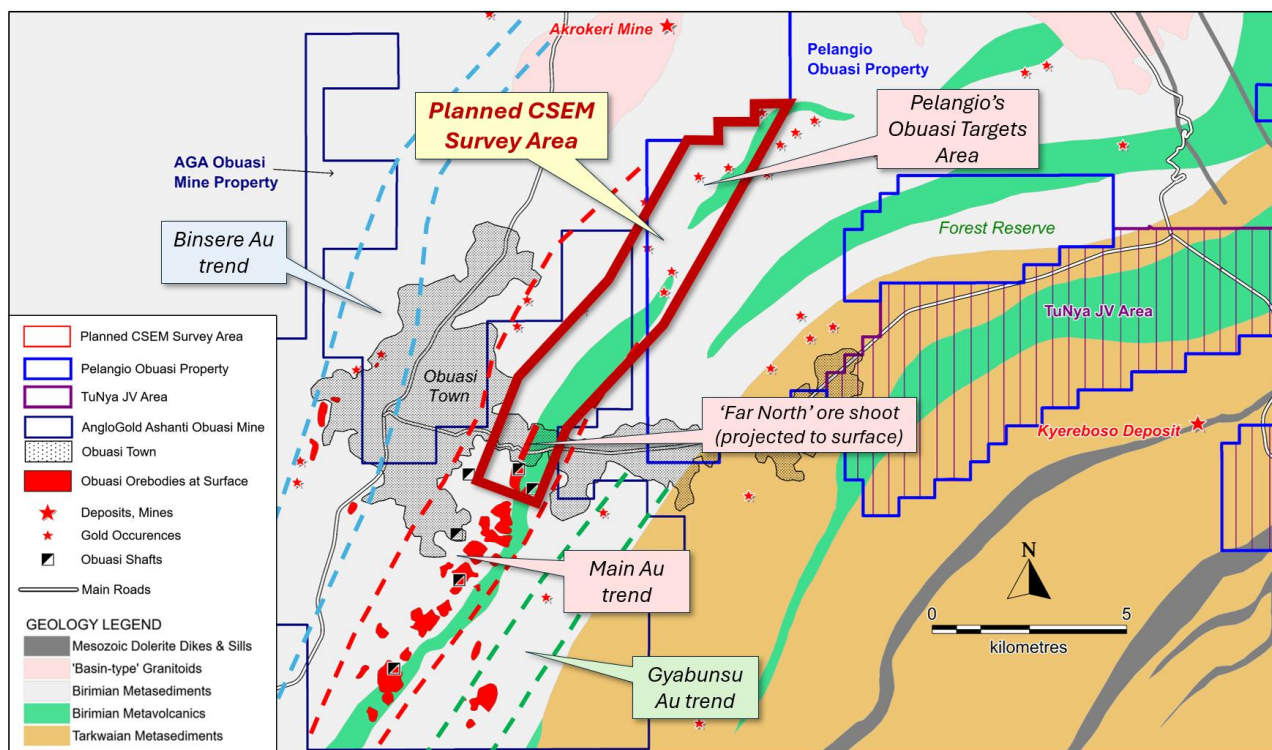 Akrokeri Mine
Pelangio
Obuasi Property
Planned CSEM
Survey Area
Pelangio's
Obuasi Targets
Area
AGA Obuasi
Mine Property
Binsere Au
trend
Forest Reserve
TuNya JV Area
Obuasi
Town
'Far North' ore shoot
(projected to surface)
Kyereboso Deposit
Main Au
trend
Gyabunsu
Au trend
N
0 5
kilometres
Planned CSEM Survey Area
Pelangio Obuasi Property
TuNya JV Area
AngloGold Ashanti Obuasi Mine
Obuasi Town
Obuasi Orebodies at Surface
Deposits, Mines
Gold Occurences
Obuasi Shafts
Main Roads
GEOLOGY LEGEND
Mesozoic Dolerite Dikes & Sills
'Basin-type' Granitoids
Birimian Metasediments
Birimian Metavolcanics
Tarkwaian Metasediments